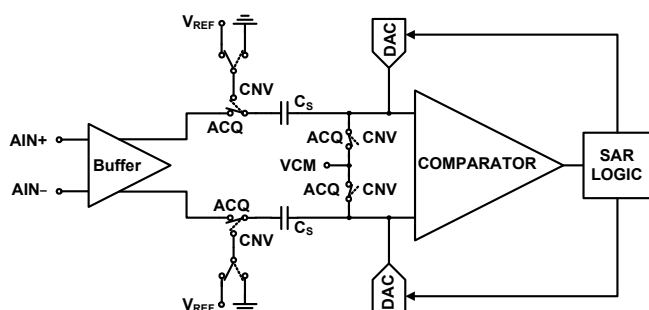 VREF
DAC
CNV
CS
ACQ
ACQ
CNV
AIN+
Buffer
VCM
COMPARATOR
SAR
LOGIC
AIN−
ACQ
CNV
ACQ
CS
CNV
DAC
VREF